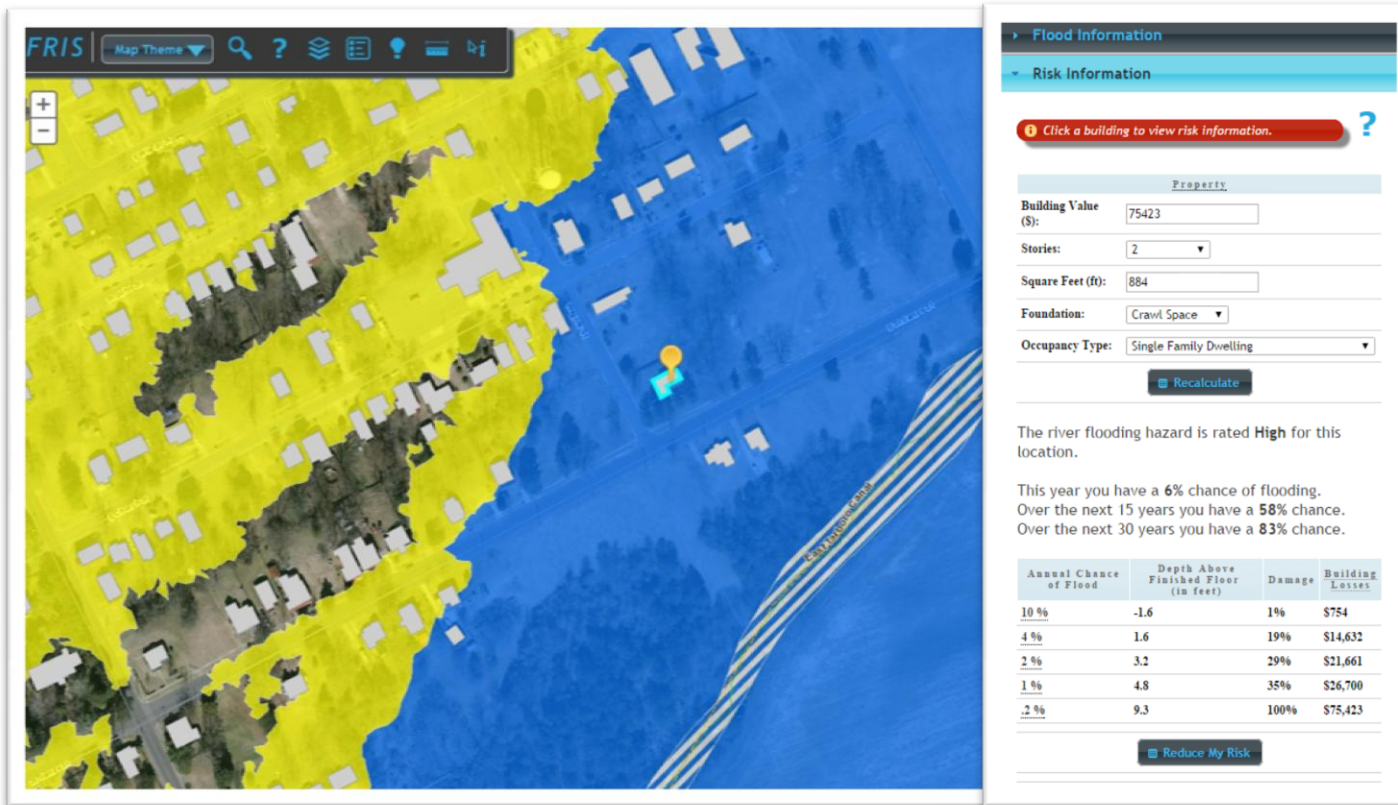 FRIS
Map Theme
?
i
+
−
Canal
Flood Information
Risk Information
Click a building to view risk information.
?
Property
Building Value
($):
75423
Stories:
2
Square Feet (ft):
884
Foundation:
Crawl Space
Occupancy Type:
Single Family Dwelling
Recalculate
The river flooding hazard is rated High for this
location.
This year you have a 6% chance of flooding.
Over the next 15 years you have a 58% chance.
Over the next 30 years you have a 83% chance.
Annual Chance
of Flood
Depth Above
Finished Floor
(in feet)
Damage
Building
Losses
10 % -1.6 1% $754
4 % 1.6 19% $14,632
2 % 3.2 29% $21,661
1 % 4.8 35% $26,700
.2 % 9.3 100% $75,423
Reduce My Risk